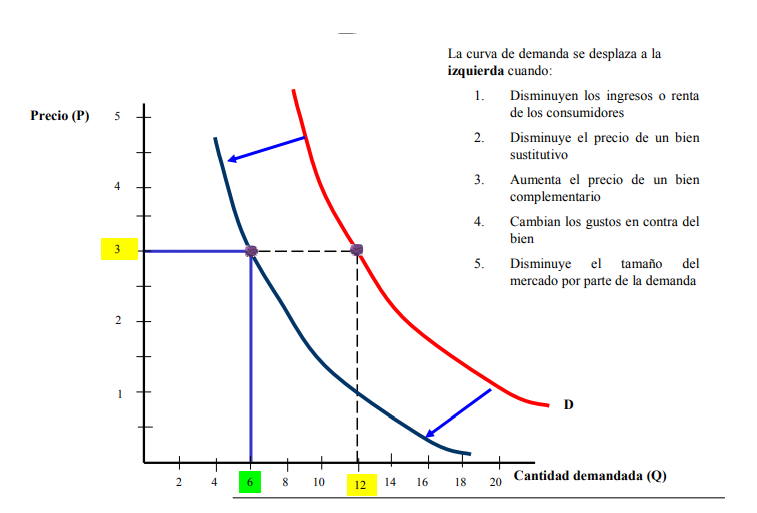 La curva de demanda se desplaza a la
izquierda cuando:
1. Disminuyen los ingresos o renta
de los consumidores
2. Disminuye el precio de un bien
sustitutivo
3. Aumenta el precio de un bien
complementario
4. Cambian los gustos en contra del
bien
5. Disminuye el tamaño del
mercado por parte de la demanda
Precio (P)
5
4
3
2
1
D
2 4 6 8 10 12 14 16 18 20
Cantidad demandada (Q)